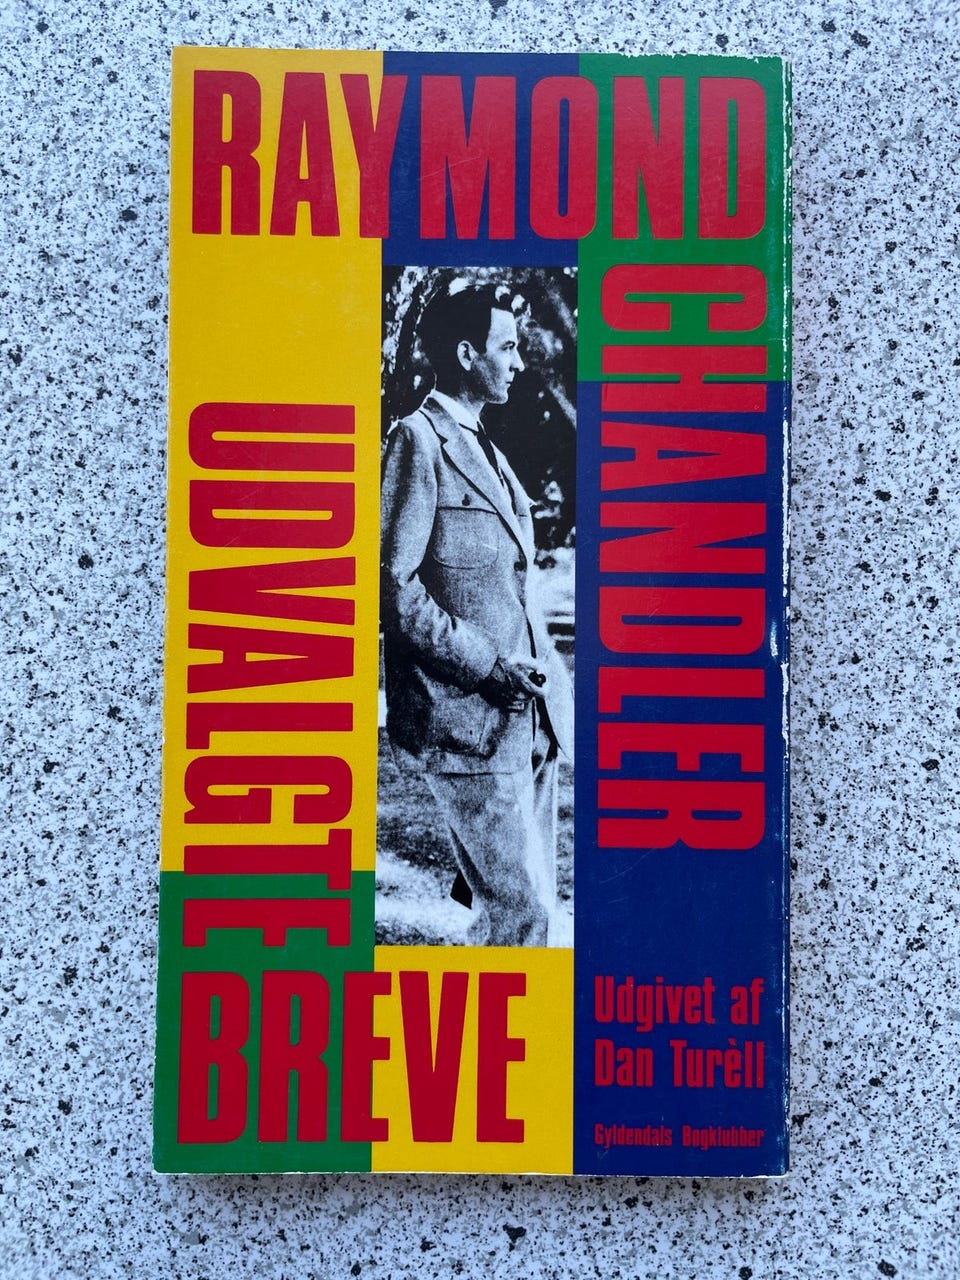 RAYMOND
CHANDLER
UDVALGTE
BREVE
Udgivet af
Dan Turèll
Gyldendals Bogklubber